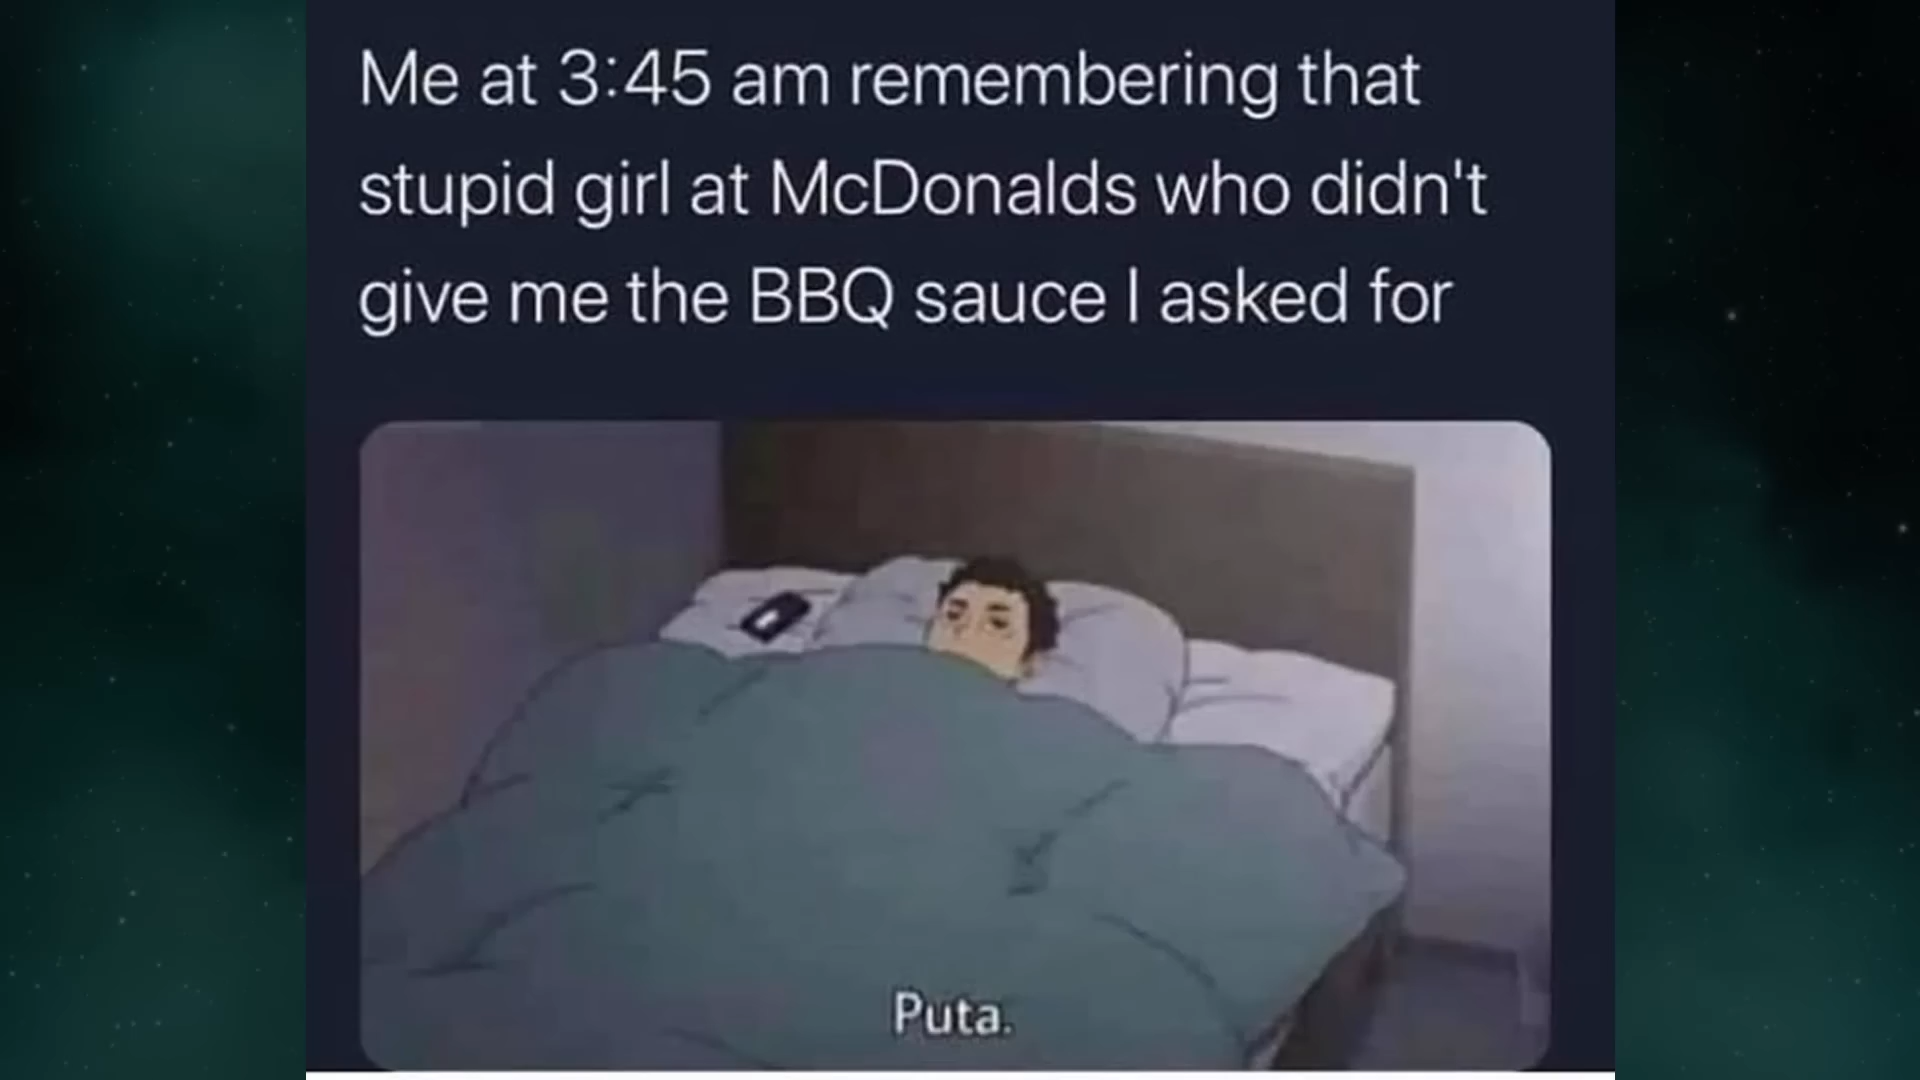 Me at 3:45 am remembering that
stupid girl at McDonalds who didn't
give me the BBQ sauce I asked for
Puta.